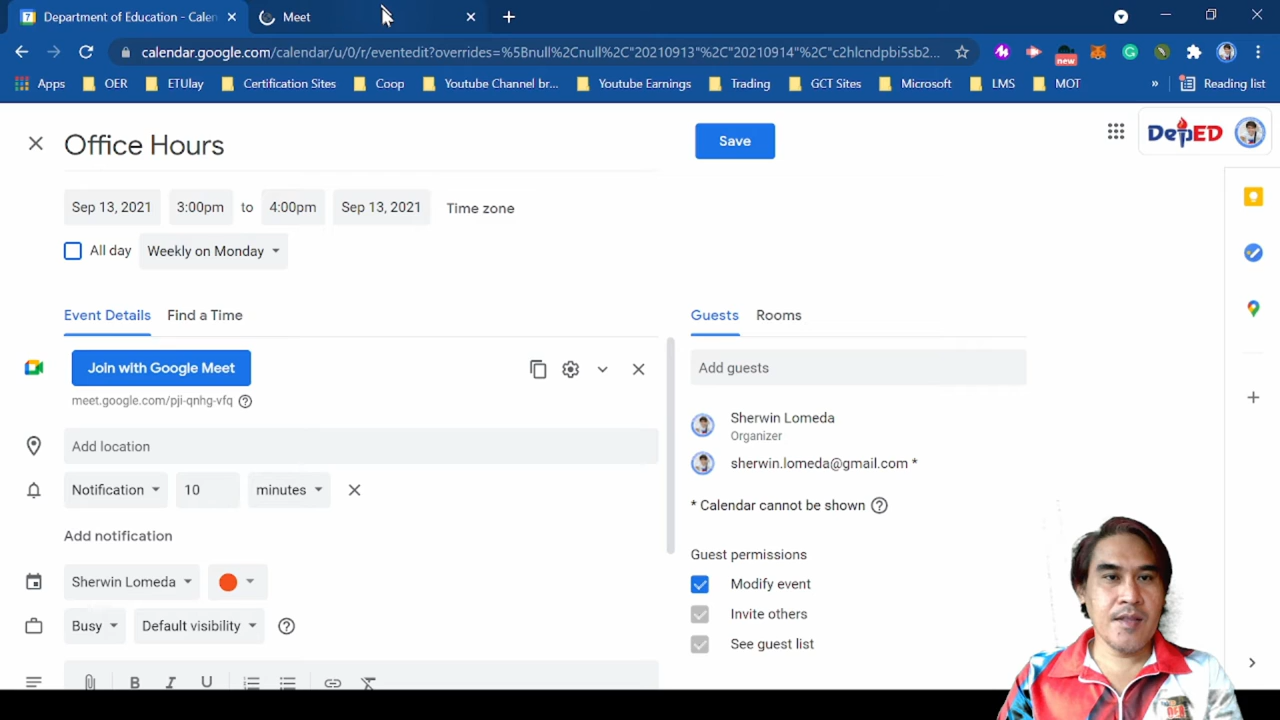 Department of Education - Calen
Meet
calendar.google.com/calendar/u/0/r/eventedit?overrides=%5Bnull%2Cnull%2C"20210913"%2C"20210914"%2C"c2hlcndpbi5sb2...
Apps
OER
ETUlay
Certification Sites
Coop
Youtube Channel br...
Youtube Earnings
Trading
GCT Sites
Microsoft
LMS
MOT
»
Reading list
new
Office Hours
Save
DepED
Sep 13, 2021
3:00pm
to
4:00pm
Sep 13, 2021
Time zone
All day
Weekly on Monday
Event Details
Find a Time
Guests
Rooms
Join with Google Meet
meet.google.com/pji-qnhg-vfq
Add guests
Add location
Sherwin Lomeda
Organizer
sherwin.lomeda@gmail.com *
Notification
10
minutes
* Calendar cannot be shown
Add notification
Guest permissions
Sherwin Lomeda
Modify event
Busy
Default visibility
Invite others
See guest list
B
I
U